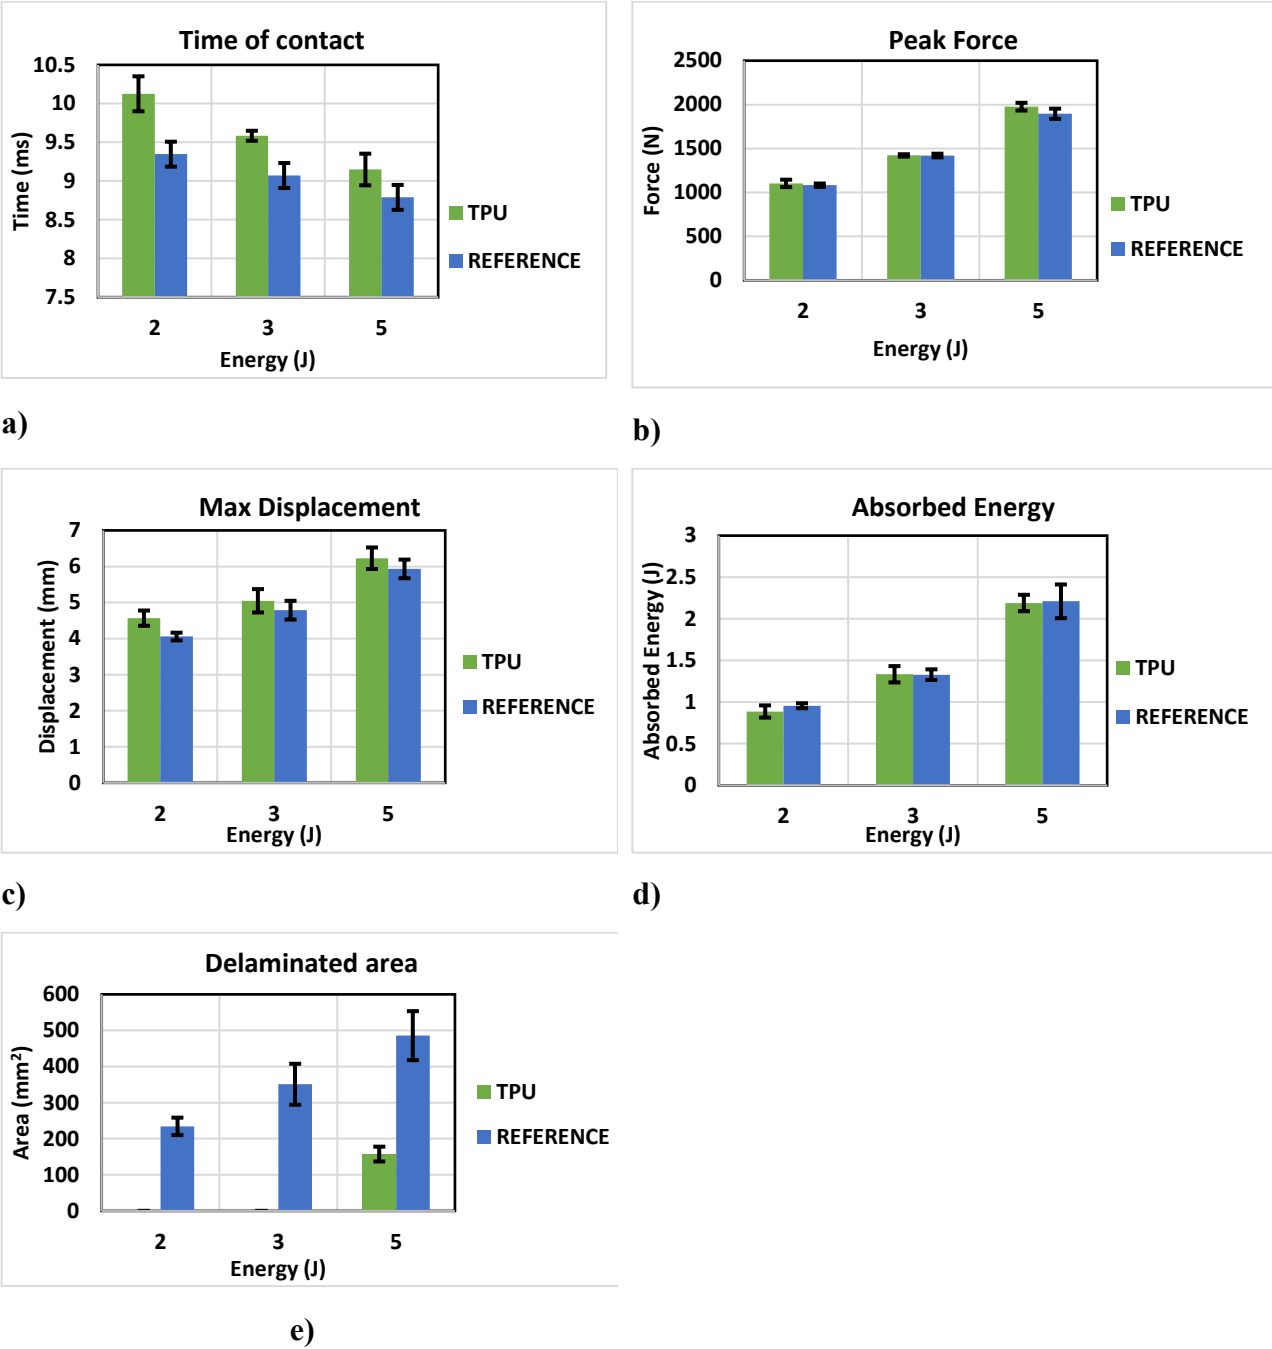 Time of contact
10.5
10
9.5
9
8.5
8
7.5
Time (ms)
2 3 5
Energy (J)
TPU
REFERENCE
a)
Peak Force
2500
2000
1500
1000
500
0
Force (N)
2 3 5
Energy (J)
TPU
REFERENCE
b)
Max Displacement
7
6
5
4
3
2
1
0
Displacement (mm)
2 3 5
Energy (J)
TPU
REFERENCE
c)
Absorbed Energy
3
2.5
2
1.5
1
0.5
0
Absorbed Energy (J)
2 3 5
Energy (J)
TPU
REFERENCE
d)
Delaminated area
600
500
400
300
200
100
0
Area (mm²)
2 3 5
Energy (J)
TPU
REFERENCE
e)